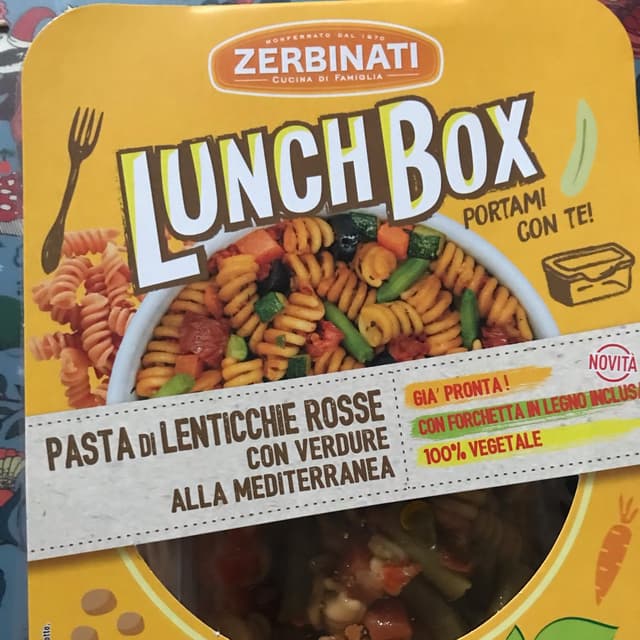 MONFERRATO DAL 1870
ZERBINATI
CUCINA DI FAMIGLIA
LUNCH BOX
PORTAMI
CON TE!
NOVITÀ
PASTA DI LENTICCHIE ROSSE
CON VERDURE
ALLA MEDITERRANEA
GIA' PRONTA!
CON FORCHETTA IN LEGNO INCLUSA
100% VEGETALE